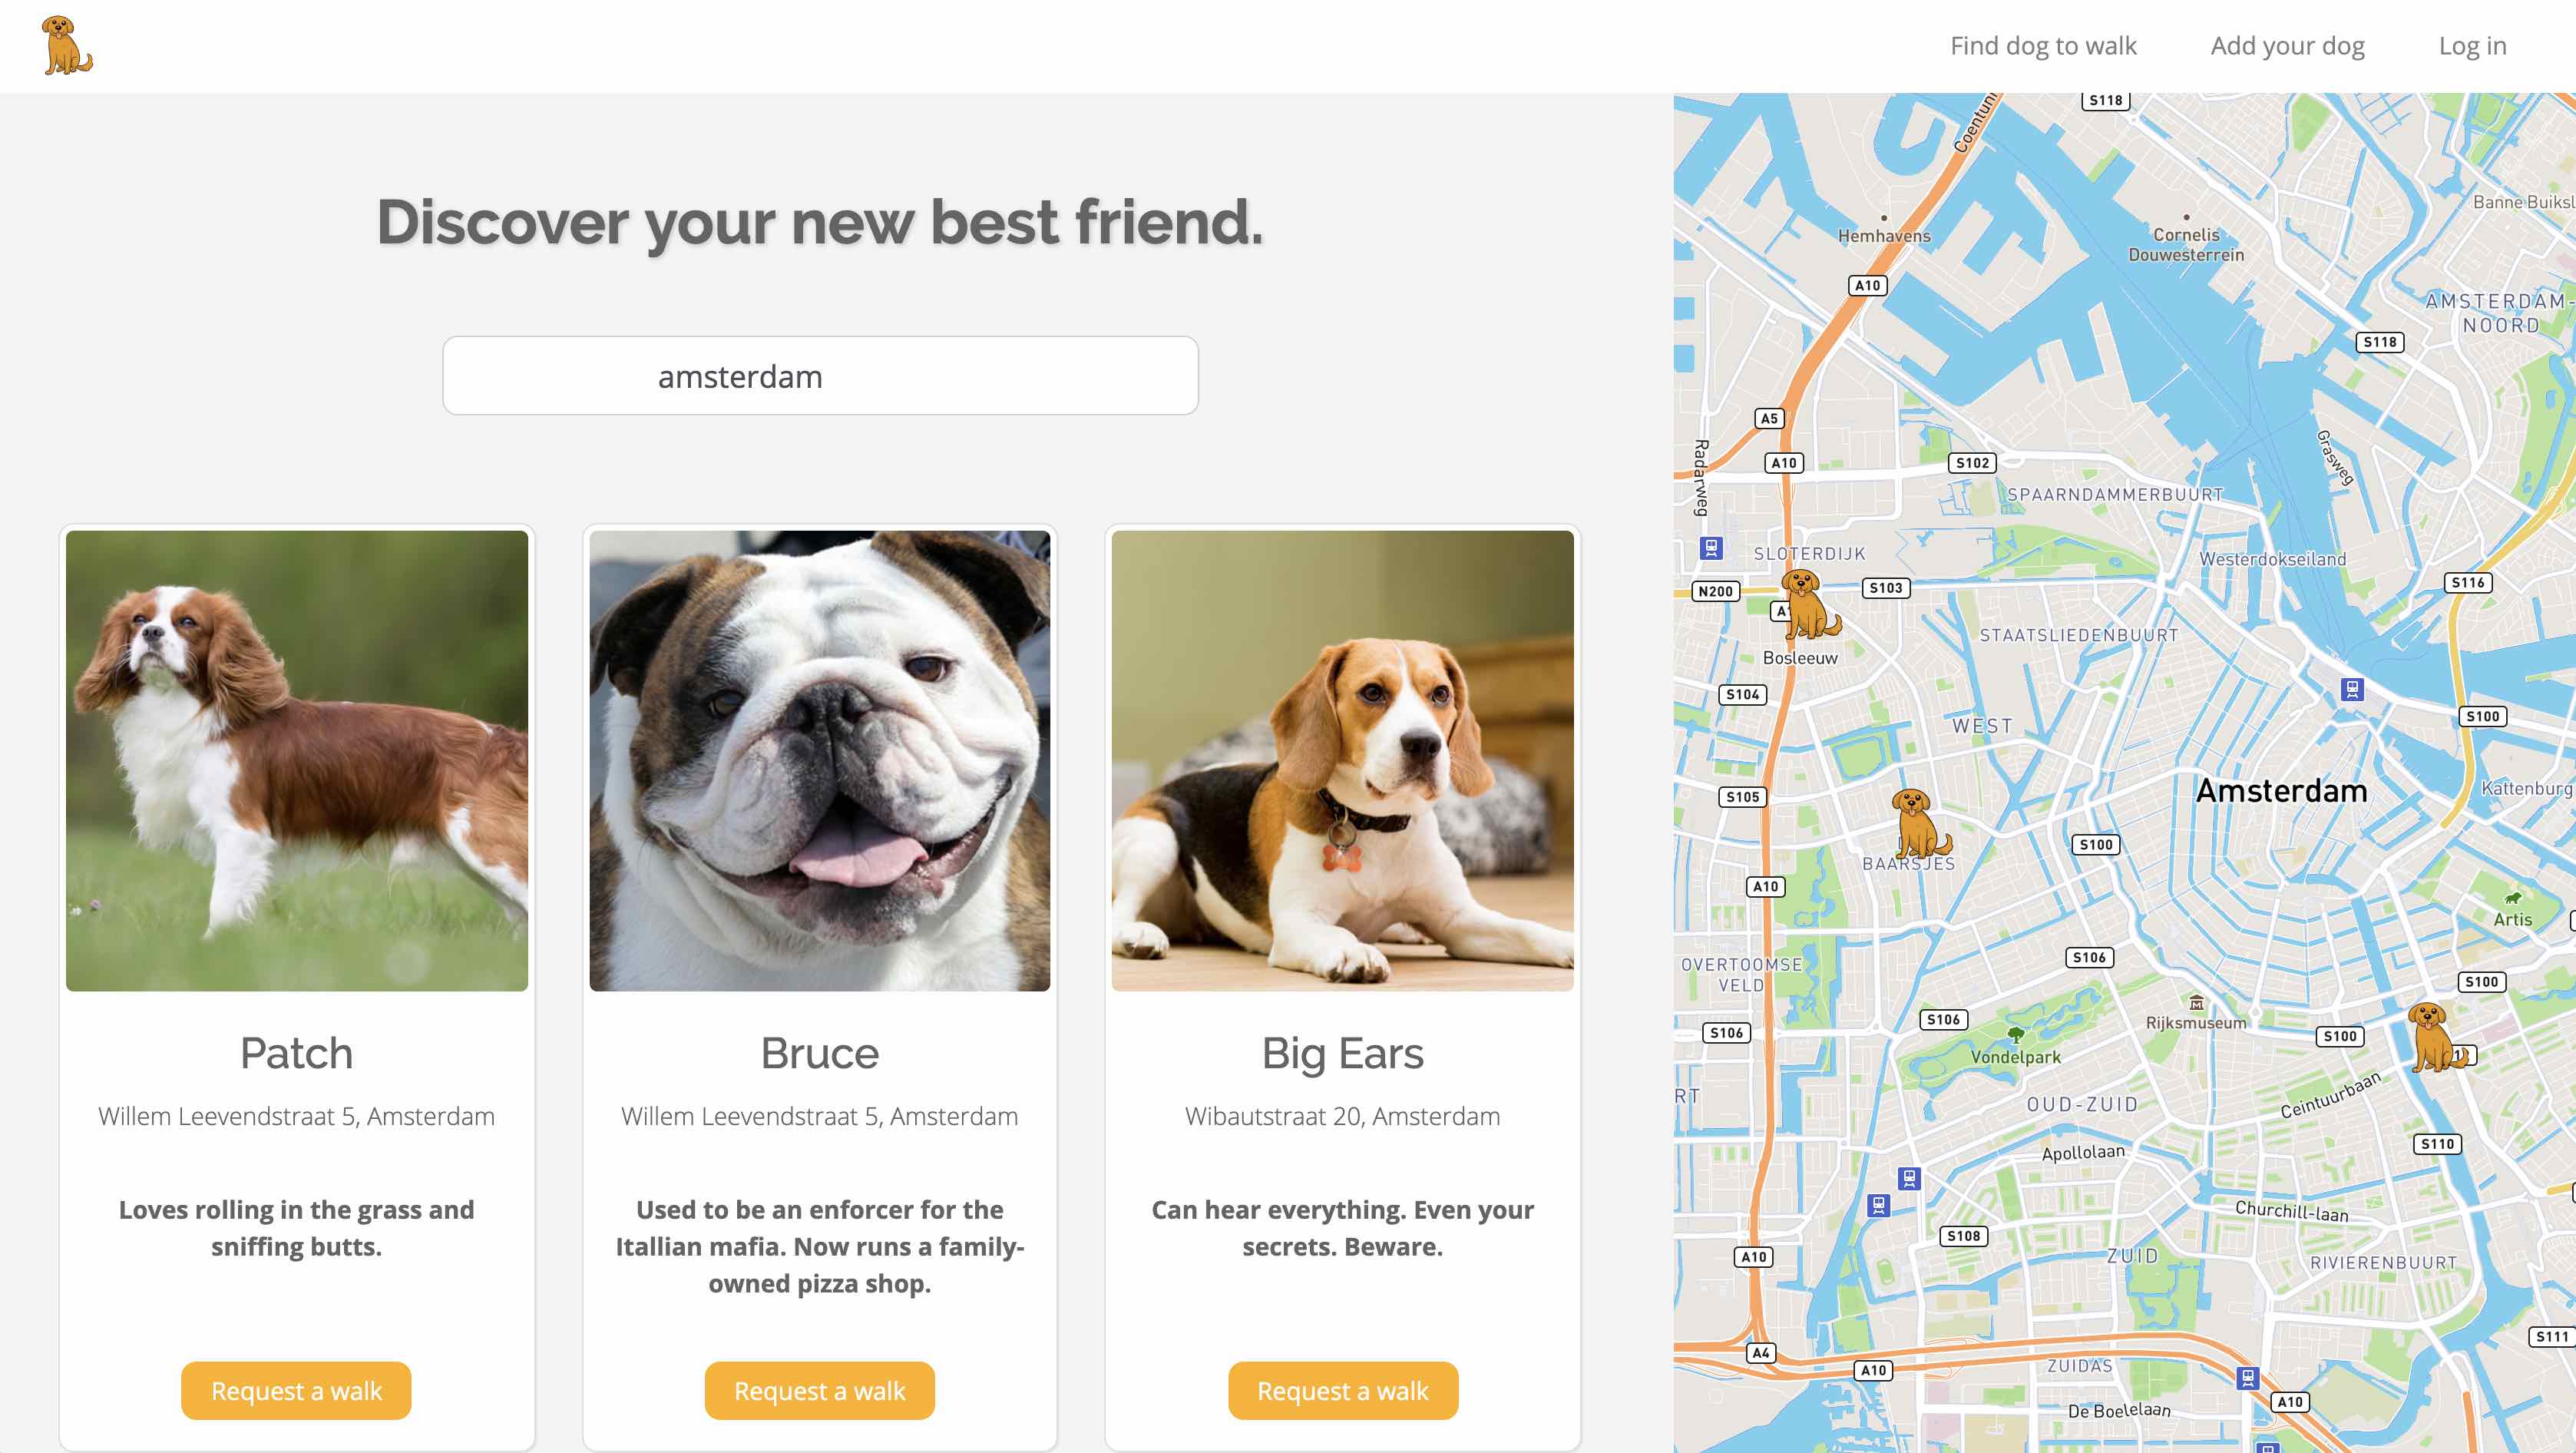 Find dog to walk
Add your dog
Log in
Discover your new best friend.
amsterdam
Patch
Willem Leevendstraat 5, Amsterdam
Loves rolling in the grass and
sniffing butts.
Request a walk
Bruce
Willem Leevendstraat 5, Amsterdam
Used to be an enforcer for the
Itallian mafia. Now runs a family-
owned pizza shop.
Request a walk
Big Ears
Wibautstraat 20, Amsterdam
Can hear everything. Even your
secrets. Beware.
Request a walk
S118
Banne Buiksl
Hemhavens
Cornelis
Douwesterrein
A10
AMSTERDAM-
NOORD
S118
A5
Radarweg
A10
S102
Grasweg
SPAARNDAMMERBUURT
SLOTERDIJK
Westerdokseiland
N200
S103
S116
STAATSLIEDENBUURT
Bosleeuw
S104
WEST
S100
Amsterdam
Kattenburg
S105
S100
BAARSJES
A10
Artis
OVERTOOMSE
VELD
S106
S100
S106
S106
Rijksmuseum
S100
Vondelpark
RT
OUD-ZUID
Ceintuurbaan
S110
Apollolaan
Churchill-laan
S108
A10
ZUID
RIVIERENBUURT
S111
A4
A10
ZUIDAS
A10
De Boelelaan